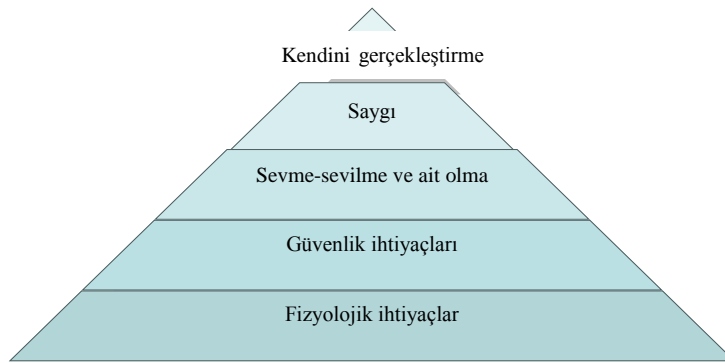 Kendini gerçekleştirme
Saygı
Sevme-sevilme ve ait olma
Güvenlik ihtiyaçları
Fizyolojik ihtiyaçlar